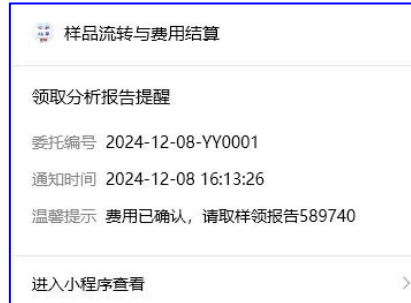 样品流转与费用结算
领取分析报告提醒
委托编号 2024-12-08-YY0001
通知时间 2024-12-08 16:13:26
温馨提示 费用已确认，请取样领报告589740
进入小程序查看